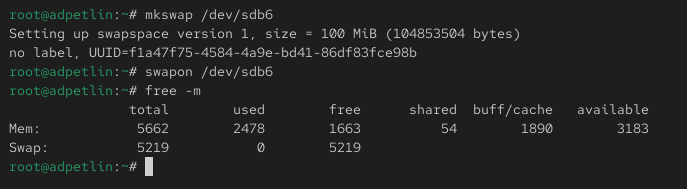 root@adpetlin:~# mkswap /dev/sdb6
Setting up swapspace version 1, size = 100 MiB (104853504 bytes)
no label, UUID=f1a47f75-4584-4a9e-bd41-86df83fce98b
root@adpetlin:~# swapon /dev/sdb6
root@adpetlin:~# free -m
total used free shared buff/cache available
Mem: 5662 2478 1663 54 1890 3183
Swap: 5219 0 5219
root@adpetlin:~#